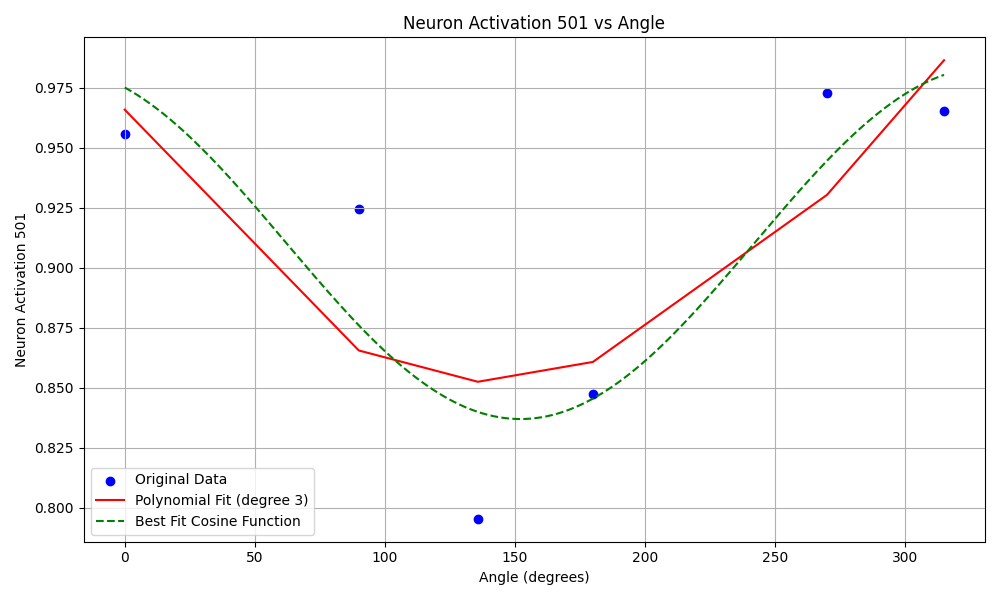 Neuron Activation 501 vs Angle
Neuron Activation 501
0.975
0.950
0.925
0.900
0.875
0.850
0.825
0.800
Original Data
Polynomial Fit (degree 3)
Best Fit Cosine Function
0
50
100
150
200
250
300
Angle (degrees)